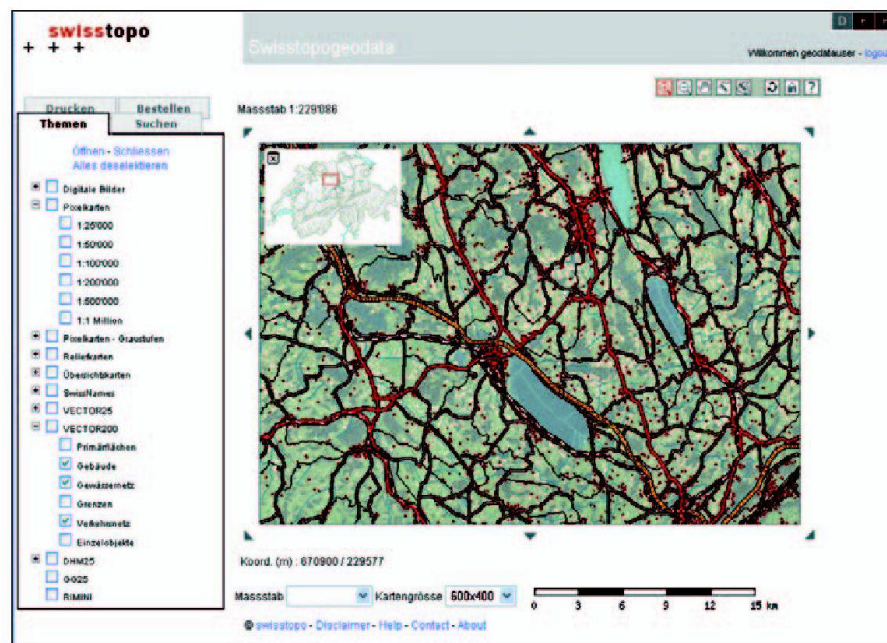 swisstopo
+ + +
Swisstopogeodata
D
Willkommen geodatauser - logout
Drucken
Bestellen
Themen
Suchen
Massstab 1:229'086
?
Öffnen - Schliessen
Alles deselektieren
Digitale Bilder
Pixelkarten
1:25'000
1:50'000
1:100'000
1:200'000
1:500'000
1:1 Million
Pixelkarten - Graustufen
Reliefkarten
Übersichtskarten
SwissNames
VECTOR25
VECTOR200
Primärflächen
Gebäude
Gewässernetz
Grenzen
Verkehrsnetz
Einzelobjekte
DHM25
GG25
RIMINI
Koord. (m) : 670900 / 229577
Massstab
Kartengrösse 600x400
0 3 6 9 12 15 km
© swisstopo - Disclaimer - Help - Contact - About